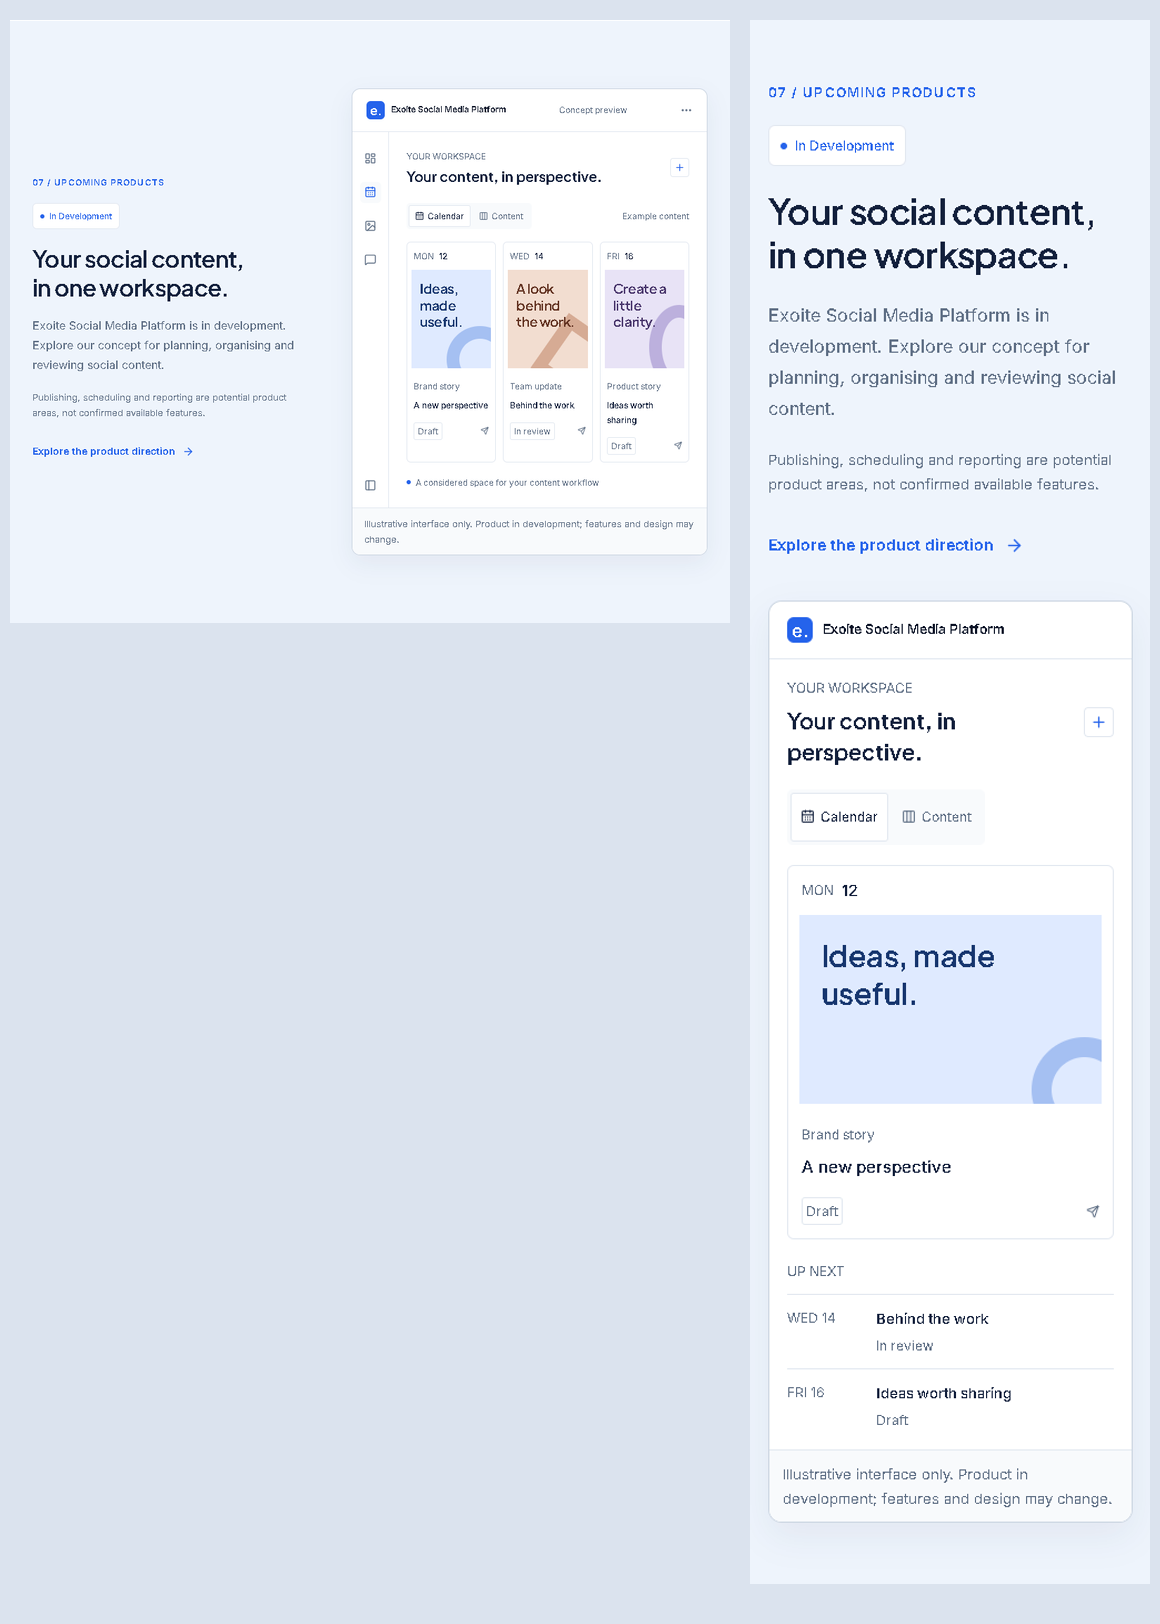 07 / UPCOMING PRODUCTS
In Development
Your social content,
in one workspace.
Exoite Social Media Platform is in development.
Explore our concept for planning, organising and
reviewing social content.
Publishing, scheduling and reporting are potential product
areas, not confirmed available features.
Explore the product direction
e. Exoite Social Media Platform Concept preview
YOUR WORKSPACE
Your content, in perspective.
Calendar Content Example content
MON 12
Ideas,
made
useful.
Brand story
A new perspective
Draft
WED 14
A look
behind
the work.
Team update
Behind the work
In review
FRI 16
Create a
little
clarity.
Product story
Ideas worth
sharing
Draft
A considered space for your content workflow
Illustrative interface only. Product in development; features and design may
change.
07 / UPCOMING PRODUCTS
In Development
Your social content,
in one workspace.
Exoite Social Media Platform is in
development. Explore our concept for
planning, organising and reviewing social
content.
Publishing, scheduling and reporting are potential
product areas, not confirmed available features.
Explore the product direction
e. Exoite Social Media Platform
YOUR WORKSPACE
Your content, in
perspective.
Calendar Content
MON 12
Ideas, made
useful.
Brand story
A new perspective
Draft
UP NEXT
WED 14 Behind the work
In review
FRI 16 Ideas worth sharing
Draft
Illustrative interface only. Product in
development; features and design may change.